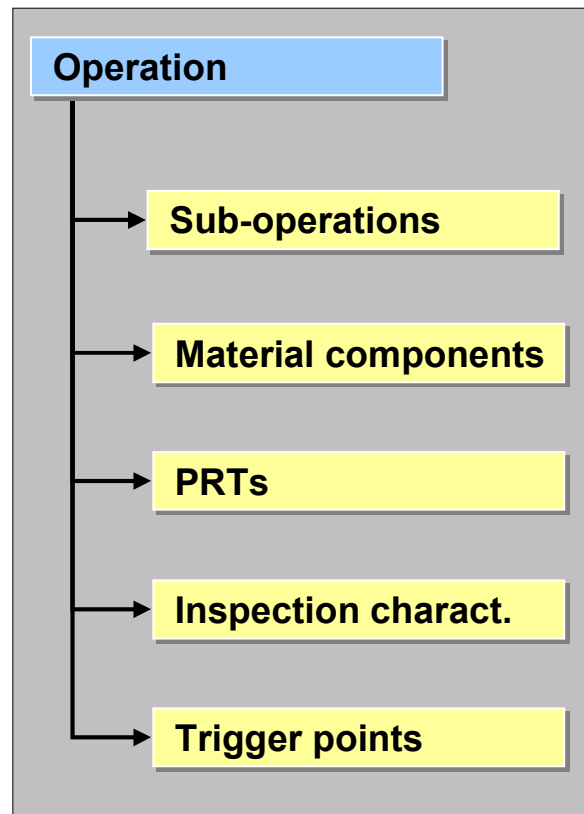 Operation
Sub-operations
Material components
PRTs
Inspection charact.
Trigger points